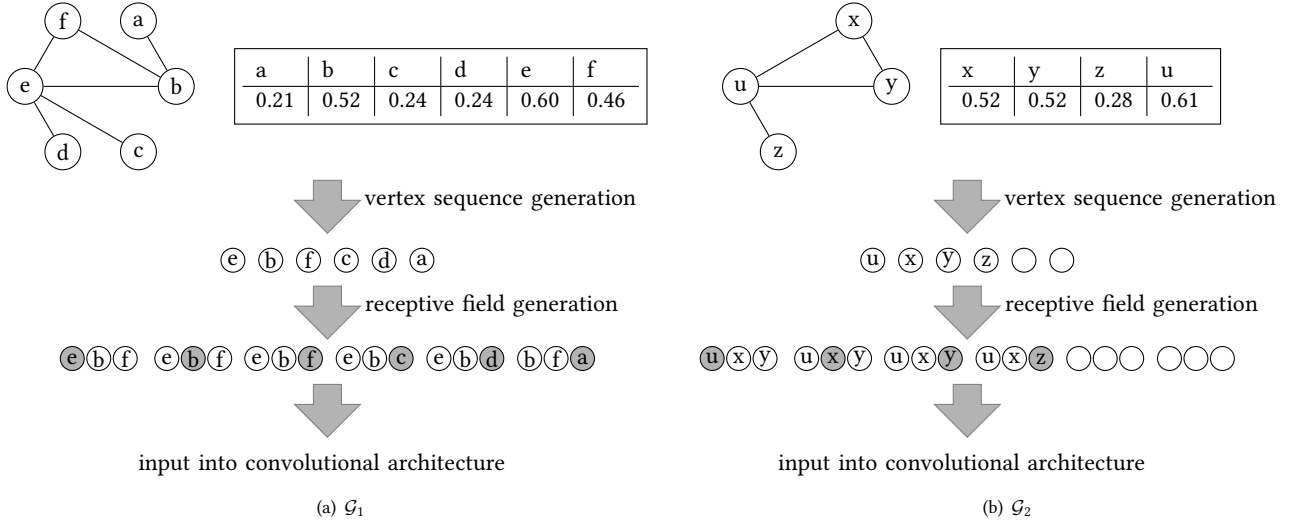 f a
e b
d c
a b c d e f
0.21 0.52 0.24 0.24 0.60 0.46
vertex sequence generation
e b f c d a
receptive field generation
e b f e b f e b f e b c e b d b f a
input into convolutional architecture
(a) 𝒢1
x
u y
z
x y z u
0.52 0.52 0.28 0.61
vertex sequence generation
u x y z
receptive field generation
u x y u x y u x y u x z
input into convolutional architecture
(b) 𝒢2